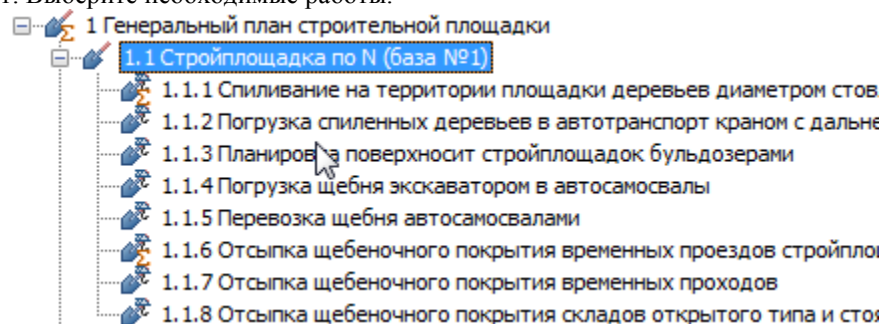 1. Выберите необходимые работы.
1 Генеральный план строительной площадки
1.1 Стройплощадка по N (база №1)
1.1.1 Спиливание на территории площадки деревьев диаметром
1.1.2 Погрузка спиленных деревьев в автотранспорт краном с
1.1.3 Планировка поверхносит стройплощадок бульдозерами
1.1.4 Погрузка щебня экскаватором в автосамосвалы
1.1.5 Перевозка щебня автосамосвалами
1.1.6 Отсыпка щебеночного покрытия временных проездов
1.1.7 Отсыпка щебеночного покрытия временных проходов
1.1.8 Отсыпка щебеночного покрытия складов открытого типа и